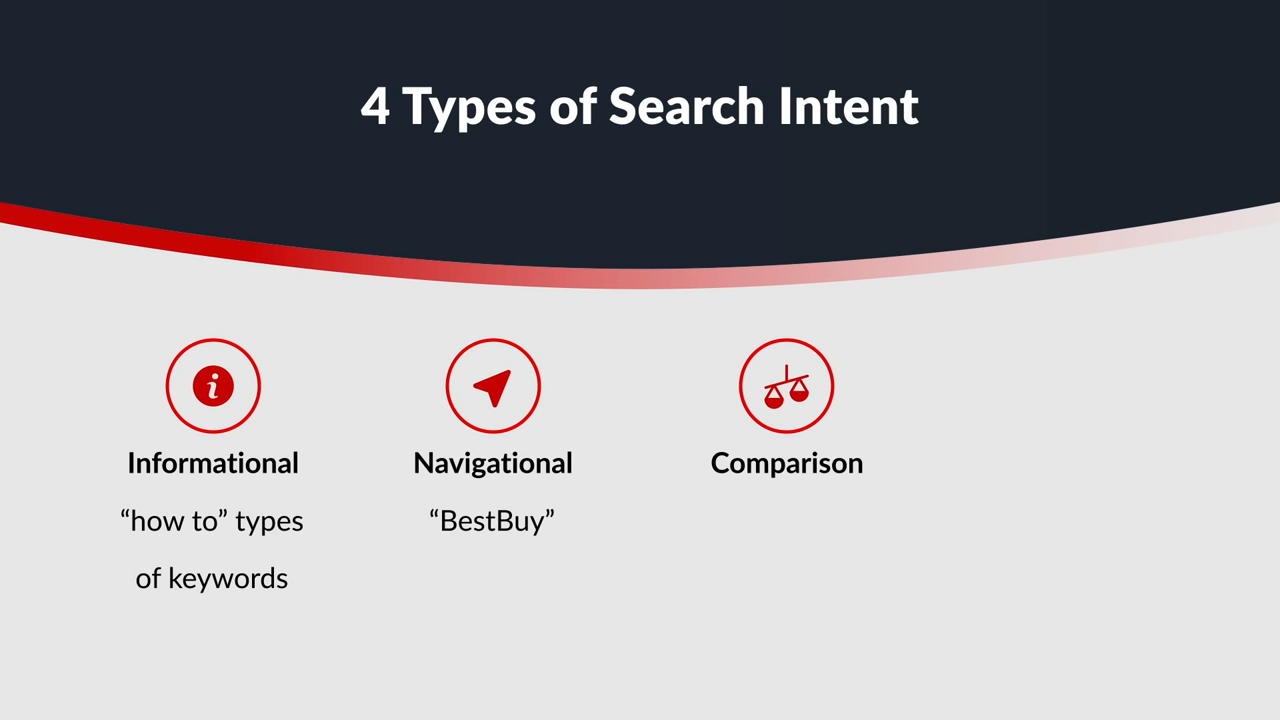 4 Types of Search Intent
Informational
“how to” types
of keywords
Navigational
“BestBuy”
Comparison